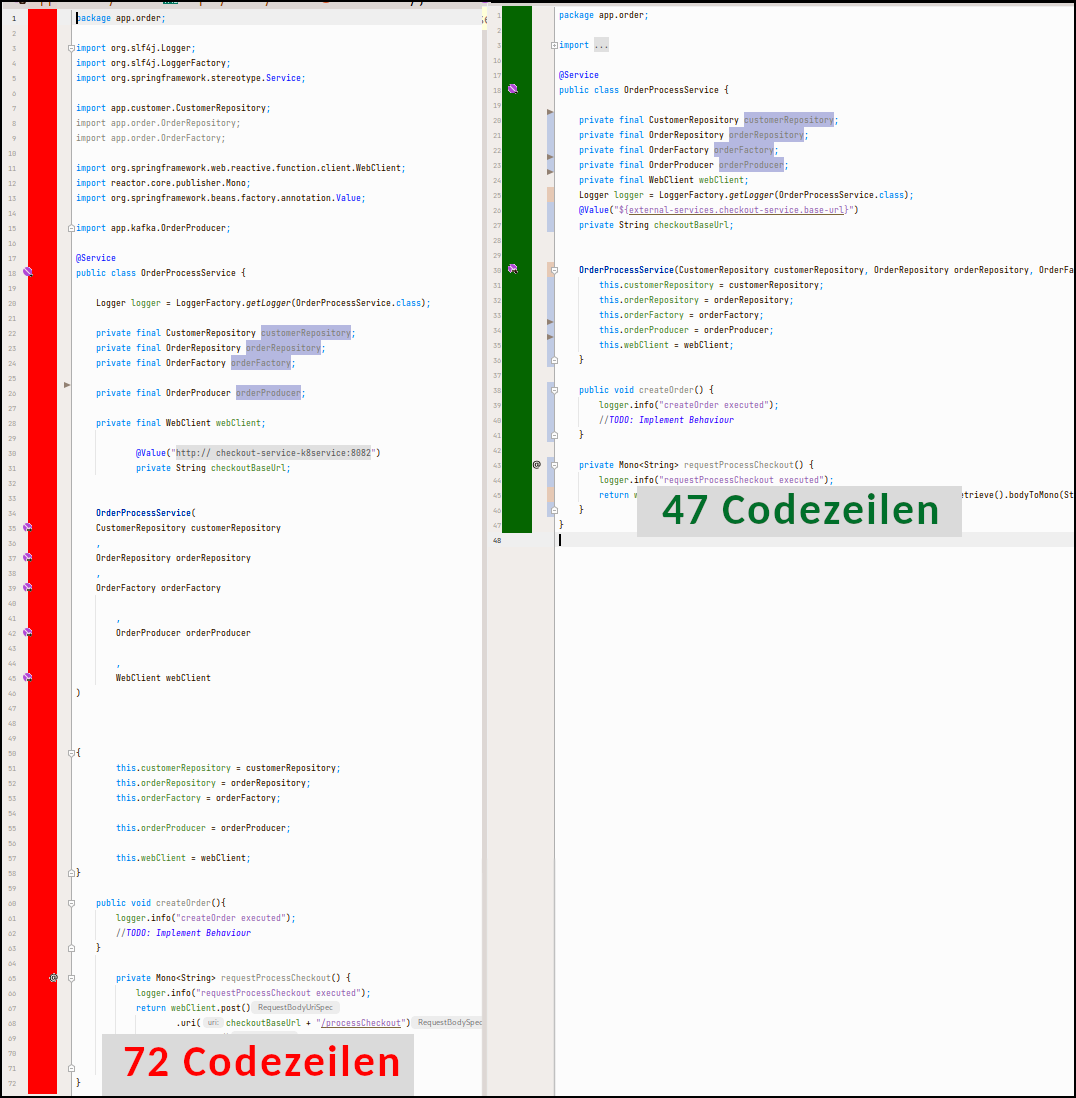 1 package app.order;
2
3 import org.slf4j.Logger;
4 import org.slf4j.LoggerFactory;
5 import org.springframework.stereotype.Service;
6
7 import app.customer.CustomerRepository;
8 import app.order.OrderRepository;
9 import app.order.OrderFactory;
10
11 import org.springframework.web.reactive.function.client.WebClient;
12 import reactor.core.publisher.Mono;
13 import org.springframework.beans.factory.annotation.Value;
14
15 import app.kafka.OrderProducer;
16
17 @Service
18 public class OrderProcessService {
19
20 Logger logger = LoggerFactory.getLogger(OrderProcessService.class);
21
22 private final CustomerRepository customerRepository;
23 private final OrderRepository orderRepository;
24 private final OrderFactory orderFactory;
25
26 private final OrderProducer orderProducer;
27
28 private final WebClient webClient;
29
30 @Value("http:// checkout-service-k8service:8082")
31 private String checkoutBaseUrl;
32
33
34 OrderProcessService(
35 CustomerRepository customerRepository
36 ,
37 OrderRepository orderRepository
38 ,
39 OrderFactory orderFactory
40
41 ,
42 OrderProducer orderProducer
43
44 ,
45 WebClient webClient
46 )
47
48
49
50 {
51 this.customerRepository = customerRepository;
52 this.orderRepository = orderRepository;
53 this.orderFactory = orderFactory;
54
55 this.orderProducer = orderProducer;
56
57 this.webClient = webClient;
58 }
59
60 public void createOrder(){
61 logger.info("createOrder executed");
62 //TODO: Implement Behaviour
63 }
64
65 @ private Mono<String> requestProcessCheckout() {
66 logger.info("requestProcessCheckout executed");
67 return webClient.post() RequestBodyUriSpec
68 .uri( uri: checkoutBaseUrl + "/processCheckout") RequestBodySpec
69
70
71
72 }
72 Codezeilen
1 package app.order;
2
3 import ...
16
17 @Service
18 public class OrderProcessService {
19
20 private final CustomerRepository customerRepository;
21 private final OrderRepository orderRepository;
22 private final OrderFactory orderFactory;
23 private final OrderProducer orderProducer;
24 private final WebClient webClient;
25 Logger logger = LoggerFactory.getLogger(OrderProcessService.class);
26 @Value("${external-services.checkout-service.base-url}")
27 private String checkoutBaseUrl;
28
29
30 OrderProcessService(CustomerRepository customerRepository, OrderRepository orderRepository, OrderFa
31 this.customerRepository = customerRepository;
32 this.orderRepository = orderRepository;
33 this.orderFactory = orderFactory;
34 this.orderProducer = orderProducer;
35 this.webClient = webClient;
36 }
37
38 public void createOrder() {
39 logger.info("createOrder executed");
40 //TODO: Implement Behaviour
41 }
42
43 @ private Mono<String> requestProcessCheckout() {
44 logger.info("requestProcessCheckout executed");
45 return w etrieve().bodyToMono(St
46 }
47 }
48
47 Codezeilen